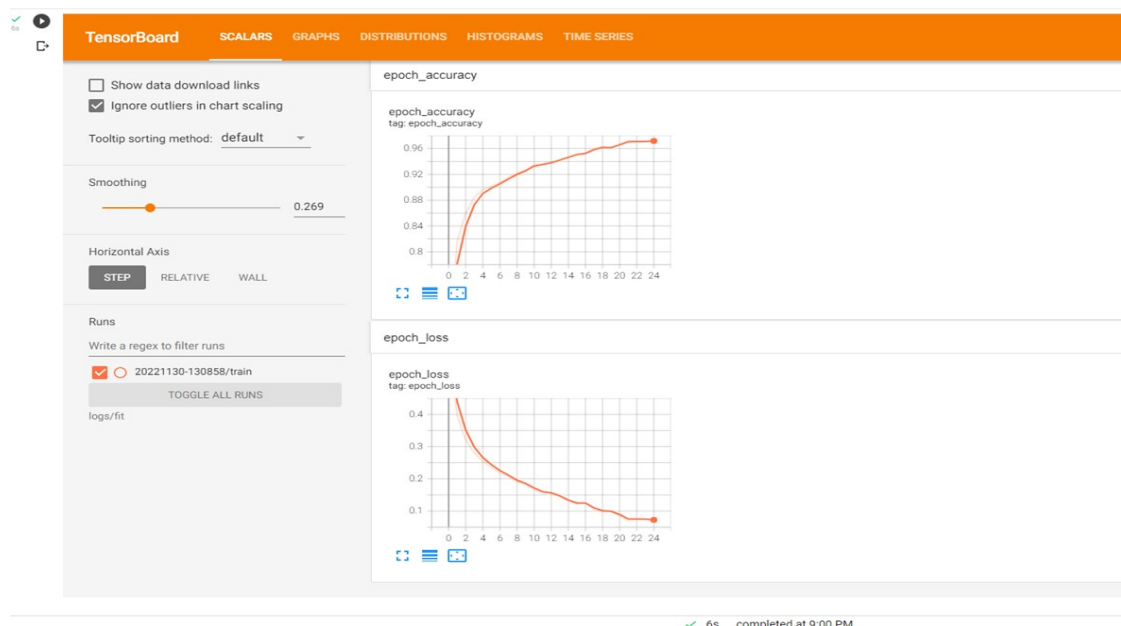 6s
TensorBoard SCALARS GRAPHS DISTRIBUTIONS HISTOGRAMS TIME SERIES
Show data download links
Ignore outliers in chart scaling
Tooltip sorting method: default
Smoothing
0.269
Horizontal Axis
STEP RELATIVE WALL
Runs
Write a regex to filter runs
20221130-130858/train
TOGGLE ALL RUNS
logs/fit
epoch_accuracy
epoch_accuracy
tag: epoch_accuracy
0.96
0.92
0.88
0.84
0.8
0 2 4 6 8 10 12 14 16 18 20 22 24
epoch_loss
epoch_loss
tag: epoch_loss
0.4
0.3
0.2
0.1
0 2 4 6 8 10 12 14 16 18 20 22 24
6s completed at 9:00 PM